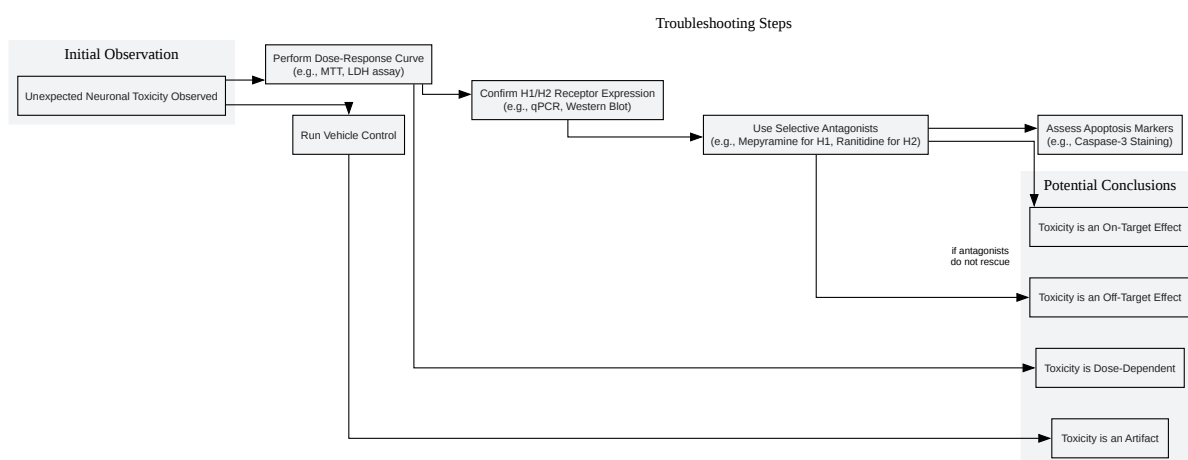 Troubleshooting Steps
Initial Observation
Unexpected Neuronal Toxicity Observed
Perform Dose-Response Curve
(e.g., MTT, LDH assay)
Run Vehicle Control
Confirm H1/H2 Receptor Expression
(e.g., qPCR, Western Blot)
Use Selective Antagonists
(e.g., Mepyramine for H1, Ranitidine for H2)
Assess Apoptosis Markers
(e.g., Caspase-3 Staining)
Potential Conclusions
Toxicity is an On-Target Effect
if antagonists
do not rescue
Toxicity is an Off-Target Effect
Toxicity is Dose-Dependent
Toxicity is an Artifact